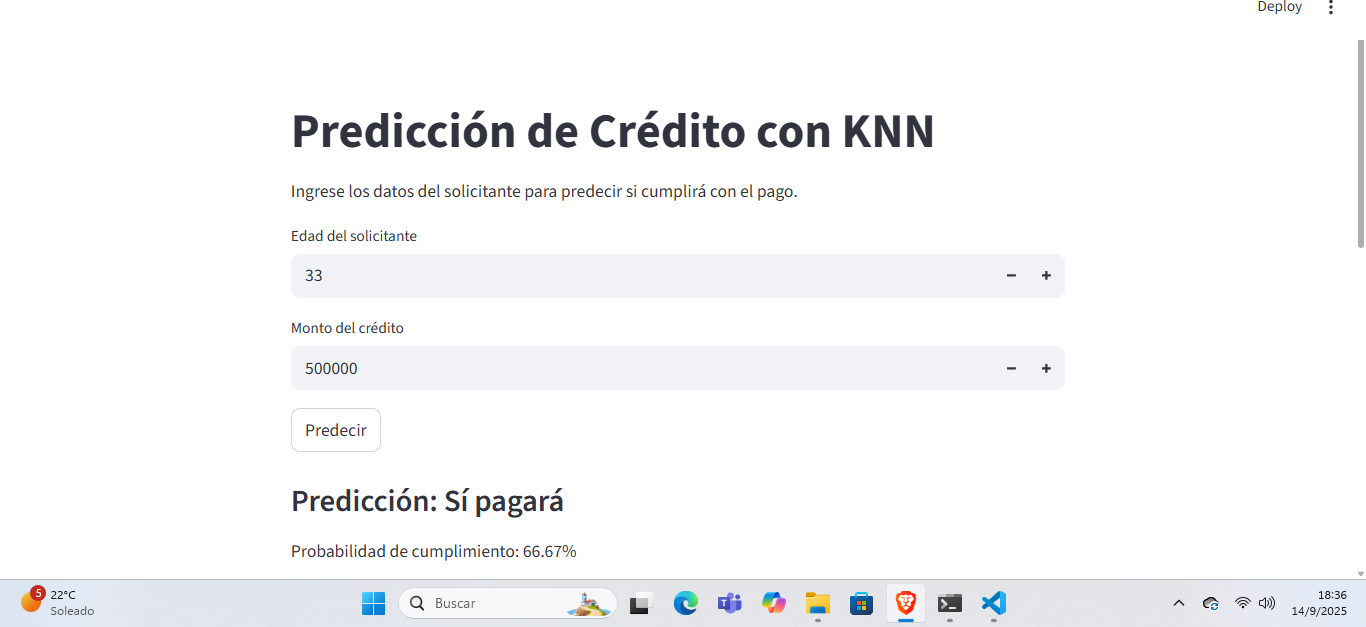 Deploy
Predicción de Crédito con KNN
Ingrese los datos del solicitante para predecir si cumplirá con el pago.
Edad del solicitante
33
Monto del crédito
500000
Predecir
Predicción: Sí pagará
Probabilidad de cumplimiento: 66.67%
5
22°C
Soleado
Buscar
18:36
14/9/2025